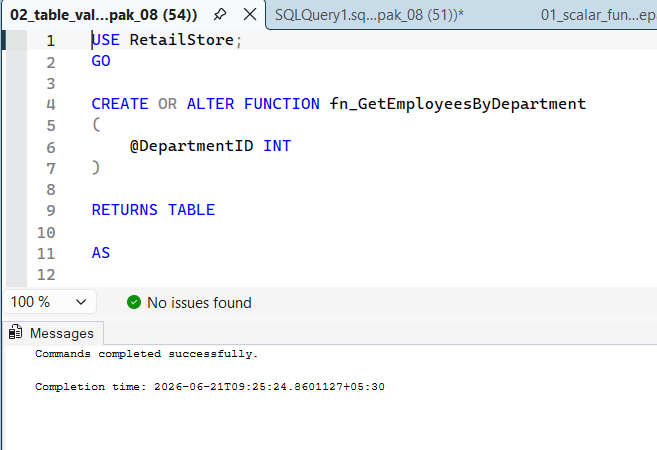 02_table_val...pak_08 (54)) SQLQuery1.sq...pak_08 (51))* 01_scalar_fun...epa
1 USE RetailStore;
2 GO
3
4 CREATE OR ALTER FUNCTION fn_GetEmployeesByDepartment
5 (
6 @DepartmentID INT
7 )
8
9 RETURNS TABLE
10
11 AS
12
100 % No issues found
Messages
Commands completed successfully.
Completion time: 2026-06-21T09:25:24.8601127+05:30